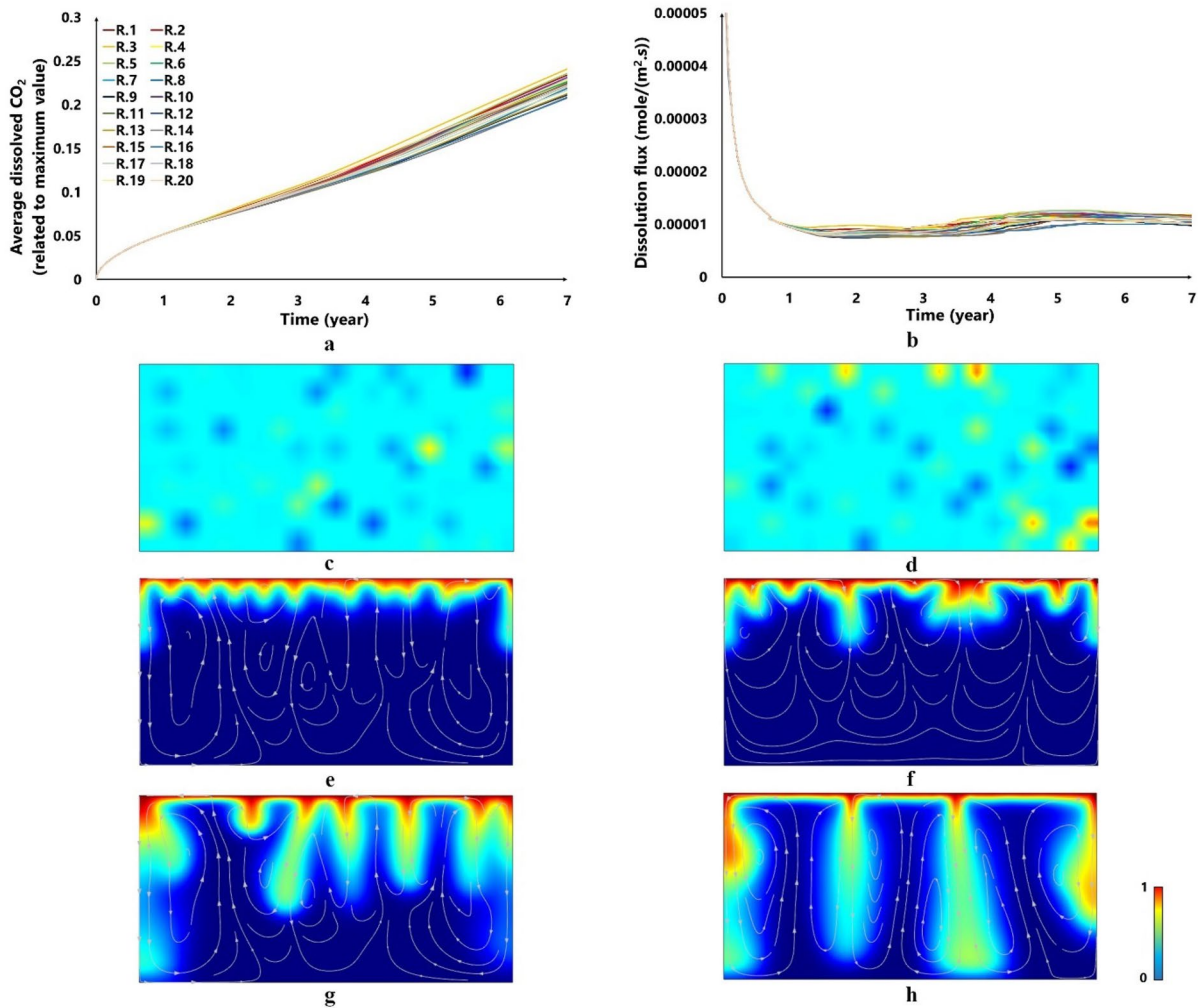 0.3
0.25
0.2
0.15
0.1
0.05
0
Average dissolved CO₂
(related to maximum value)
R.1 R.2
R.3 R.4
R.5 R.6
R.7 R.8
R.9 R.10
R.11 R.12
R.13 R.14
R.15 R.16
R.17 R.18
R.19 R.20
0 1 2 3 4 5 6 7
Time (year)
a
0.00005
0.00004
0.00003
0.00002
0.00001
0
Dissolution flux (mole/(m².s))
0 1 2 3 4 5 6 7
Time (year)
b
c
d
e
f
g
h
1
0